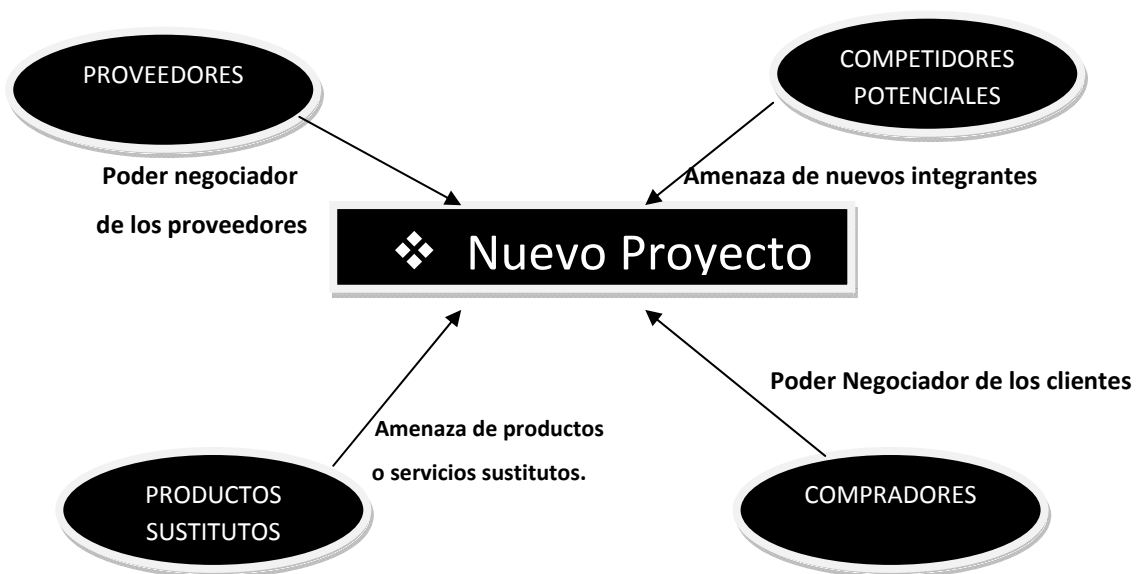 PROVEEDORES
COMPETIDORES
POTENCIALES
Poder negociador
de los proveedores
Amenaza de nuevos integrantes
❖ Nuevo Proyecto
Poder Negociador de los clientes
Amenaza de productos
o servicios sustitutos.
PRODUCTOS
SUSTITUTOS
COMPRADORES